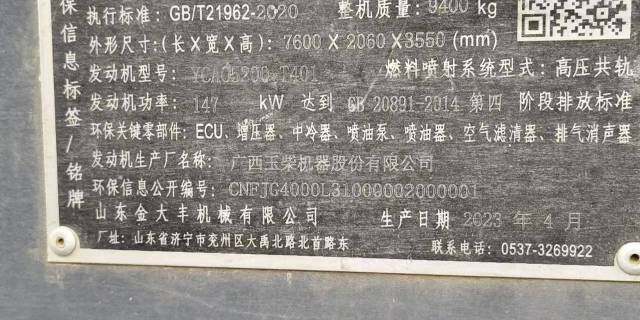 保信息标签/铭牌
执行标准: GB/T21962-2020 整机质量: 9400 kg
外形尺寸: (长×宽×高): 7600×2060×3550 (mm)
发动机型号: YCA05200-T401 燃料喷射系统型式: 高压共轨
发动机功率: 147 kW 达到 GB 20891-2014 第四 阶段排放标准
环保关键零部件: ECU、增压器、中冷器、喷油泵、喷油器、空气滤清器、排气消声器
发动机生产厂名称: 广西玉柴机器股份有限公司
环保信息公开编号: CNFJG4000L31000002000001
山东金大丰机械有限公司 生产日期 2023 年 4 月
厂址: 山东省济宁市兖州区大禹北路北首路东 联系电话: 0537-3269922